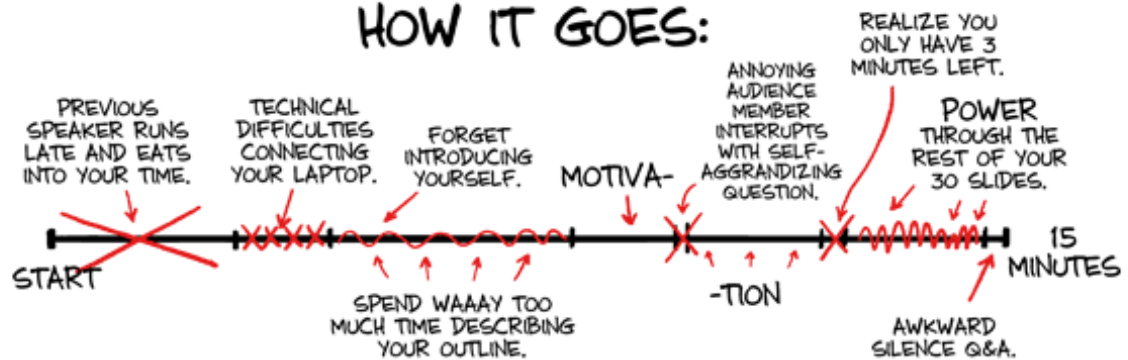 HOW IT GOES:
PREVIOUS
SPEAKER RUNS
LATE AND EATS
INTO YOUR TIME.
TECHNICAL
DIFFICULTIES
CONNECTING
YOUR LAPTOP.
FORGET
INTRODUCING
YOURSELF.
MOTIVA-
ANNOYING
AUDIENCE
MEMBER
INTERRUPTS
WITH SELF-
AGGRANDIZING
QUESTION.
REALIZE YOU
ONLY HAVE 3
MINUTES LEFT.
POWER
THROUGH THE
REST OF YOUR
30 SLIDES.
START
SPEND WAAAY TOO
MUCH TIME DESCRIBING
YOUR OUTLINE.
-TION
AWKWARD
SILENCE Q&A.
15
MINUTES